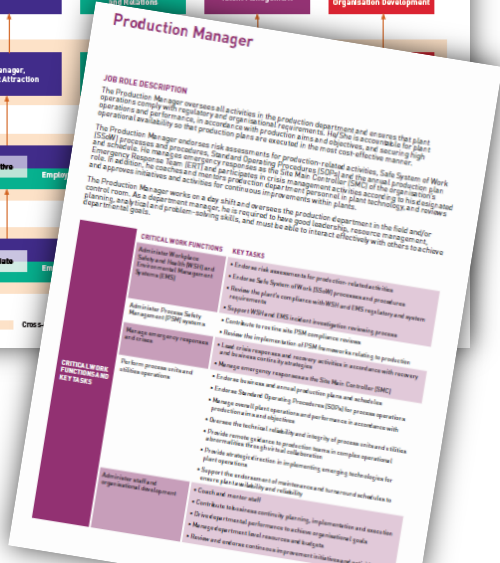 and Relations
Organisation Development
anager,
Attraction
tive
Emplo
iate
Em
Cross-
Production Manager
JOB ROLE DESCRIPTION
The Production Manager oversees all activities in the production department and ensures that plant
operations comply with regulatory and organisational requirements. He/She is accountable for plant
operations and performance, in accordance with production aims and objectives, and securing high
operational availability so that production plans are executed in the most cost-effective manner.
The Production Manager endorses risk assessments for production-related activities, Safe System of Work
(SSoW) processes and procedures, Standard Operating Procedures (SOPs) and the annual production plan
and schedule. He manages emergency responses as the Site Main Controller (SMC) of the organisation's
Emergency Response Team (ERT) and participates in crisis management activities according to his designated
role. In addition, he coaches and mentors production department personnel in plant technology, and reviews
and approves initiatives and activities for continuous improvements within plants.
The Production Manager works on a day shift and oversees the production department in the field and/or
control room. As a department manager, he is required to have good leadership, resource management,
planning, analytical and problem-solving skills, and must be able to interact effectively with others to achieve
departmental goals.
CRITICAL WORK
FUNCTIONS AND
KEY TASKS
CRITICAL WORK FUNCTIONS
KEY TASKS
Administer Workplace
Safety and Health (WSH) and
Environmental Management
Systems (EMS)
• Endorse risk assessments for production-related activities
• Endorse Safe System of Work (SSoW) processes and procedures
• Review the plant's compliance with WSH and EMS regulatory and system
requirements
• Support WSH and EMS incident investigation reviewing process
Administer Process Safety
Management (PSM) systems
• Contribute to routine site PSM compliance reviews
• Review the implementation of PSM frameworks relating to production
Manage emergency responses
and crises
• Lead crisis responses and recovery activities in accordance with recovery
and business continuity strategies
• Manage emergency responses as the Site Main Controller (SMC)
Perform process units and
utilities operations
• Endorse business and annual production plans and schedules
• Endorse Standard Operating Procedures (SOPs) for process operations
• Manage overall plant operations and performance in accordance with
production aims and objectives
• Oversee the technical reliability and integrity of process units and utilities
• Provide remote guidance to production teams in complex operational
abnormalities through virtual collaboration
• Provide strategic direction in implementing emerging technologies for
plant operations
• Support the endorsement of maintenance and turnaround schedules to
ensure plant availability and reliability
Administer staff and
organisational development
• Coach and mentor staff
• Contribute to business continuity planning, implementation and execution
• Drive departmental performance to achieve organisational goals
• Manage department level resources and budgets
• Review and endorse continuous improvement initiatives and